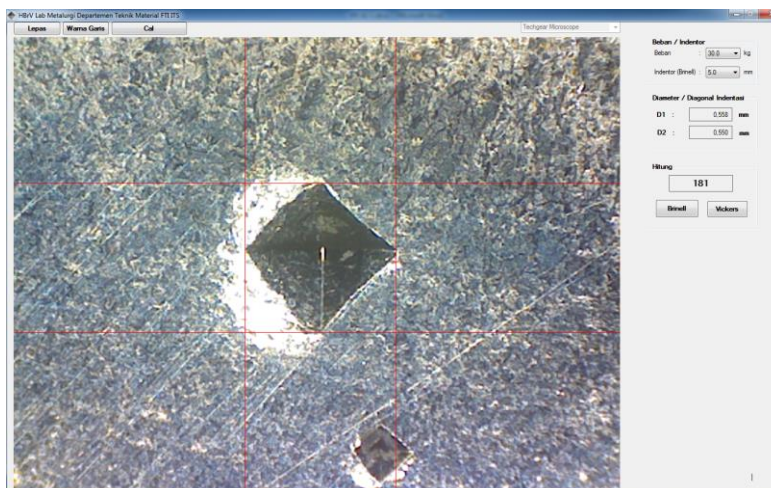 HBrV Lab Metalurgi Departemen Teknik Material FTI ITS
Lepas Warna Garis Cal Techgear Microscope
Beban / Indentor
Beban : 30.0 kg
Indentor (Brinell) : 5.0 mm
Diameter / Diagonal Indentasi
D1 : 0,558 mm
D2 : 0,550 mm
Hitung
181
Brinell Vickers